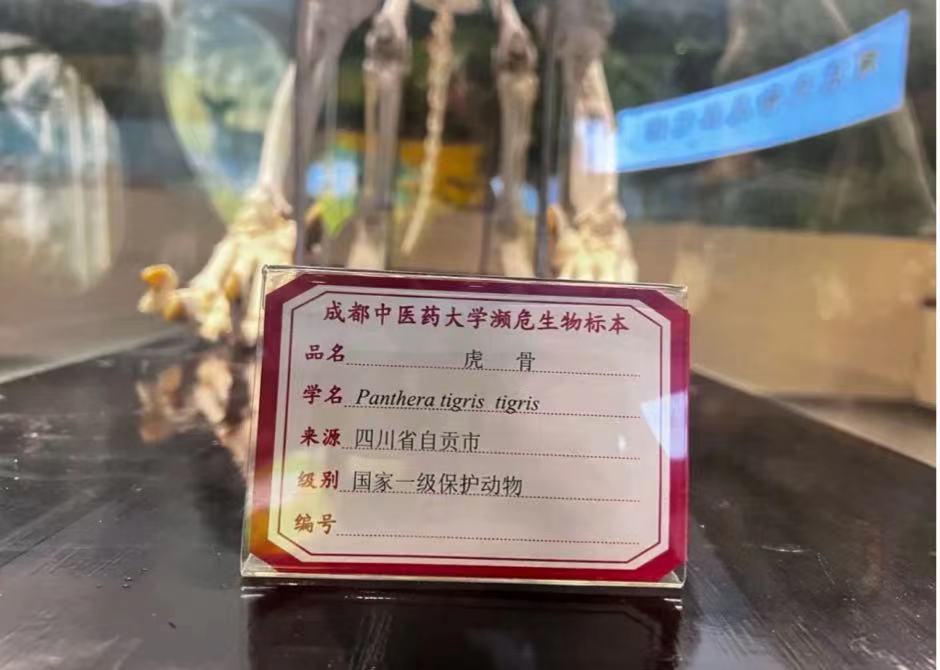 成都中医药大学濒危生物标本
品名 虎 骨
学名 Panthera tigris tigris
来源 四川省自贡市
级别 国家一级保护动物
编号